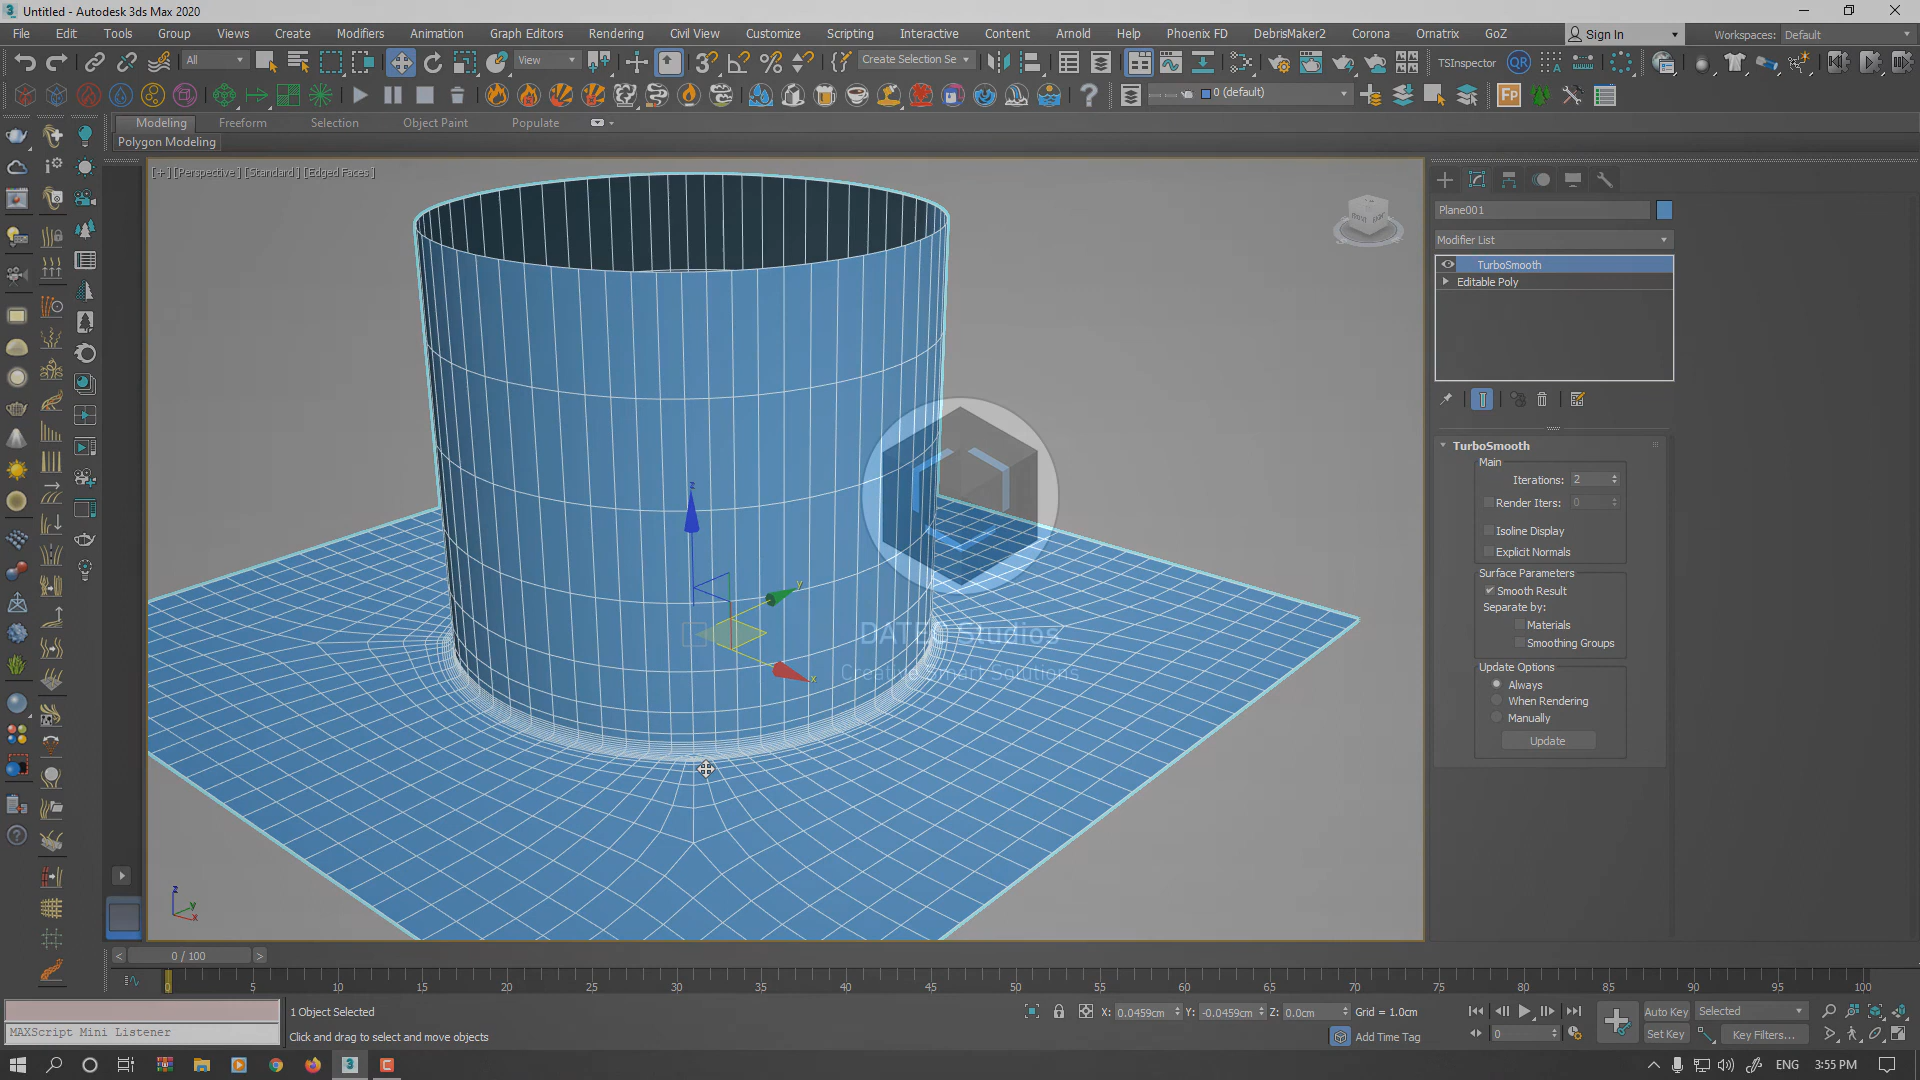 Untitled - Autodesk 3ds Max 2020
File Edit Tools Group Views Create Modifiers Animation Graph Editors Rendering Civil View Customize Scripting Interactive Content Arnold Help Phoenix FD DebrisMaker2 Corona Ornatrix GoZ Sign In Workspaces: Default
All View Create Selection Se TSInspector QR
0 (default) FP
Modeling Freeform Selection Object Paint Populate
Polygon Modeling
[+] [Perspective] [Standard] [Edged Faces]
Plane001
Modifier List
TurboSmooth
Editable Poly
TurboSmooth
Main
Iterations: 2
Render Iters: 0
Isoline Display
Explicit Normals
Surface Parameters
Smooth Result
Separate by:
Materials
Smoothing Groups
Update Options
Always
When Rendering
Manually
Update
z
y
x
Studios
Creative Smart Solutions
z
y
x
< 0 / 100 >
0 5 10 15 20 25 30 35 40 45 50 55 60 65 70 75 80 85 90 95 100
1 Object Selected
X: 0.0459cm Y: -0.0459cm Z: 0.0cm Grid = 1.0cm
Auto Key Selected
MAXScript Mini Listener
Click and drag to select and move objects
Add Time Tag
0
Set Key Key Filters...
ENG 3:55 PM